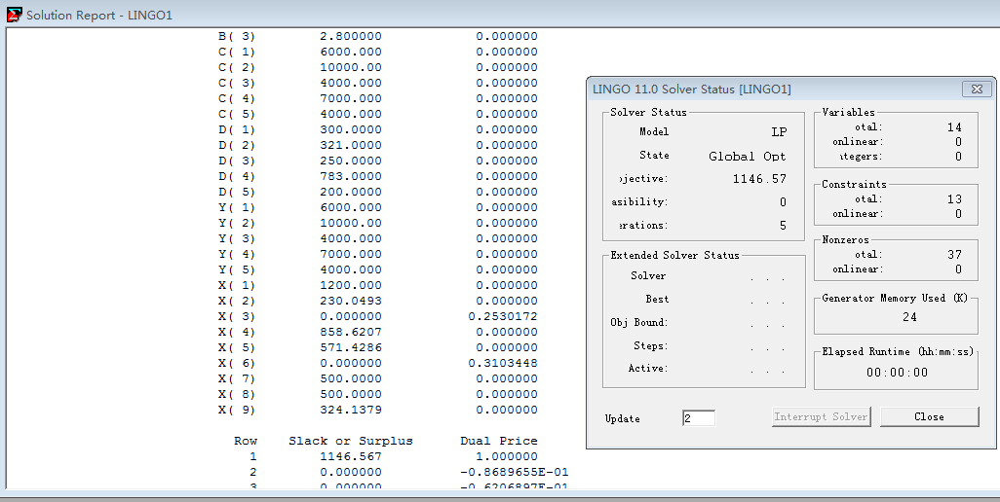 Solution Report - LINGO1
B( 3) 2.800000 0.000000
C( 1) 6000.000 0.000000
C( 2) 10000.00 0.000000
C( 3) 4000.000 0.000000
C( 4) 7000.000 0.000000
C( 5) 4000.000 0.000000
D( 1) 300.0000 0.000000
D( 2) 321.0000 0.000000
D( 3) 250.0000 0.000000
D( 4) 783.0000 0.000000
D( 5) 200.0000 0.000000
Y( 1) 6000.000 0.000000
Y( 2) 10000.00 0.000000
Y( 3) 4000.000 0.000000
Y( 4) 7000.000 0.000000
Y( 5) 4000.000 0.000000
X( 1) 1200.000 0.000000
X( 2) 230.0493 0.000000
X( 3) 0.000000 0.2530172
X( 4) 858.6207 0.000000
X( 5) 571.4286 0.000000
X( 6) 0.000000 0.3103448
X( 7) 500.0000 0.000000
X( 8) 500.0000 0.000000
X( 9) 324.1379 0.000000
Row Slack or Surplus Dual Price
1 1146.567 1.000000
2 0.000000 -0.8689655E-01
3 0.000000 -0.6206897E-01
LINGO 11.0 Solver Status [LINGO1]
Solver Status
Model LP
State Global Opt
bjective: 1146.57
asibility: 0
erations: 5
Extended Solver Status
Solver . . .
Best . . .
Obj Bound: . . .
Steps: . . .
Active: . . .
Variables
otal: 14
onlinear: 0
ntegers: 0
Constraints
otal: 13
onlinear: 0
Nonzeros
otal: 37
onlinear: 0
Generator Memory Used (K)
24
Elapsed Runtime (hh:mm:ss)
00:00:00
Update 2
Interrupt Solver
Close